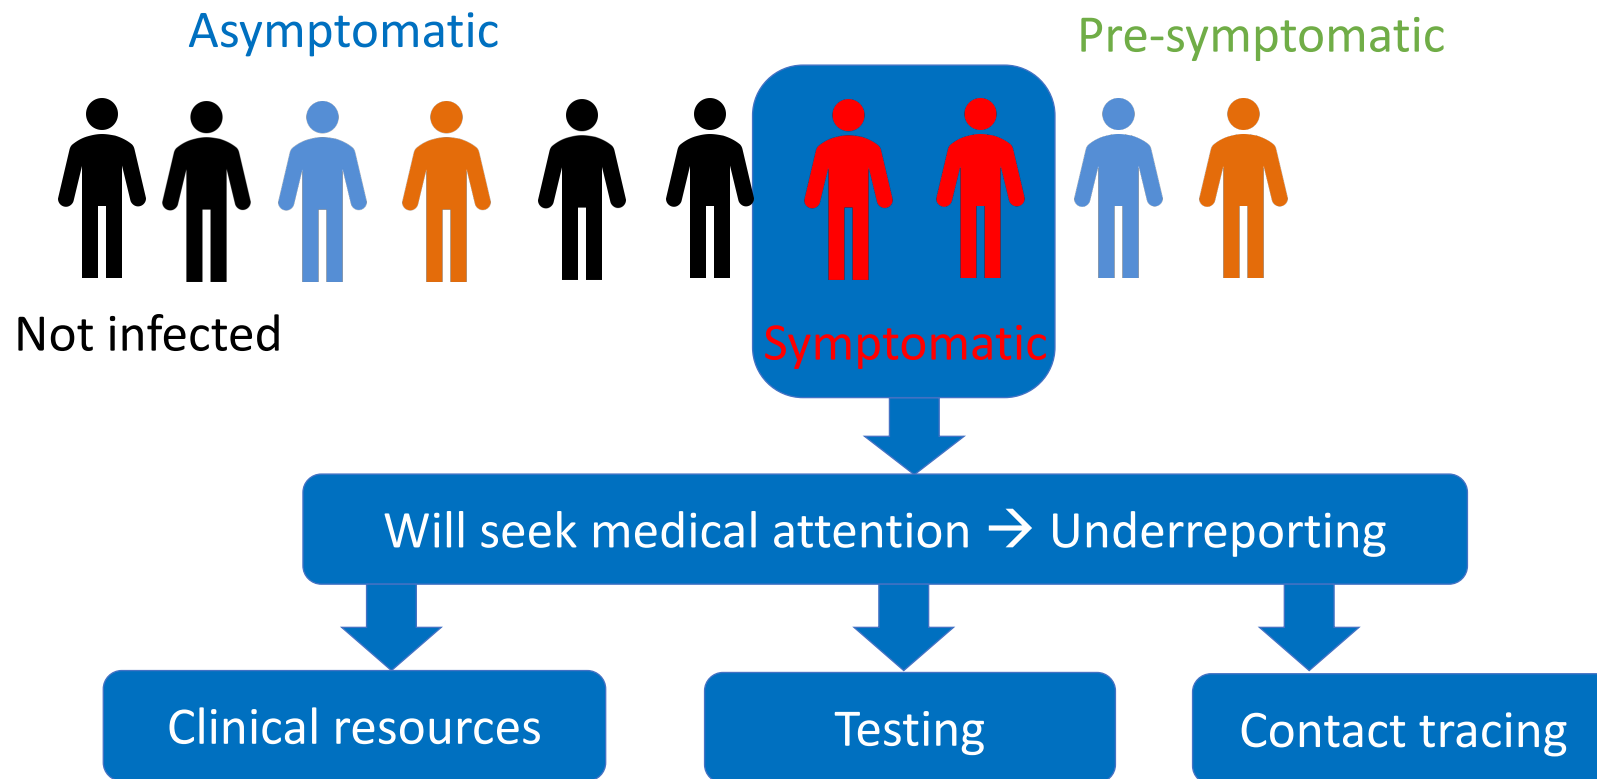 Asymptomatic
Pre-symptomatic
Not infected
Symptomatic
Will seek medical attention → Underreporting
Clinical resources
Testing
Contact tracing